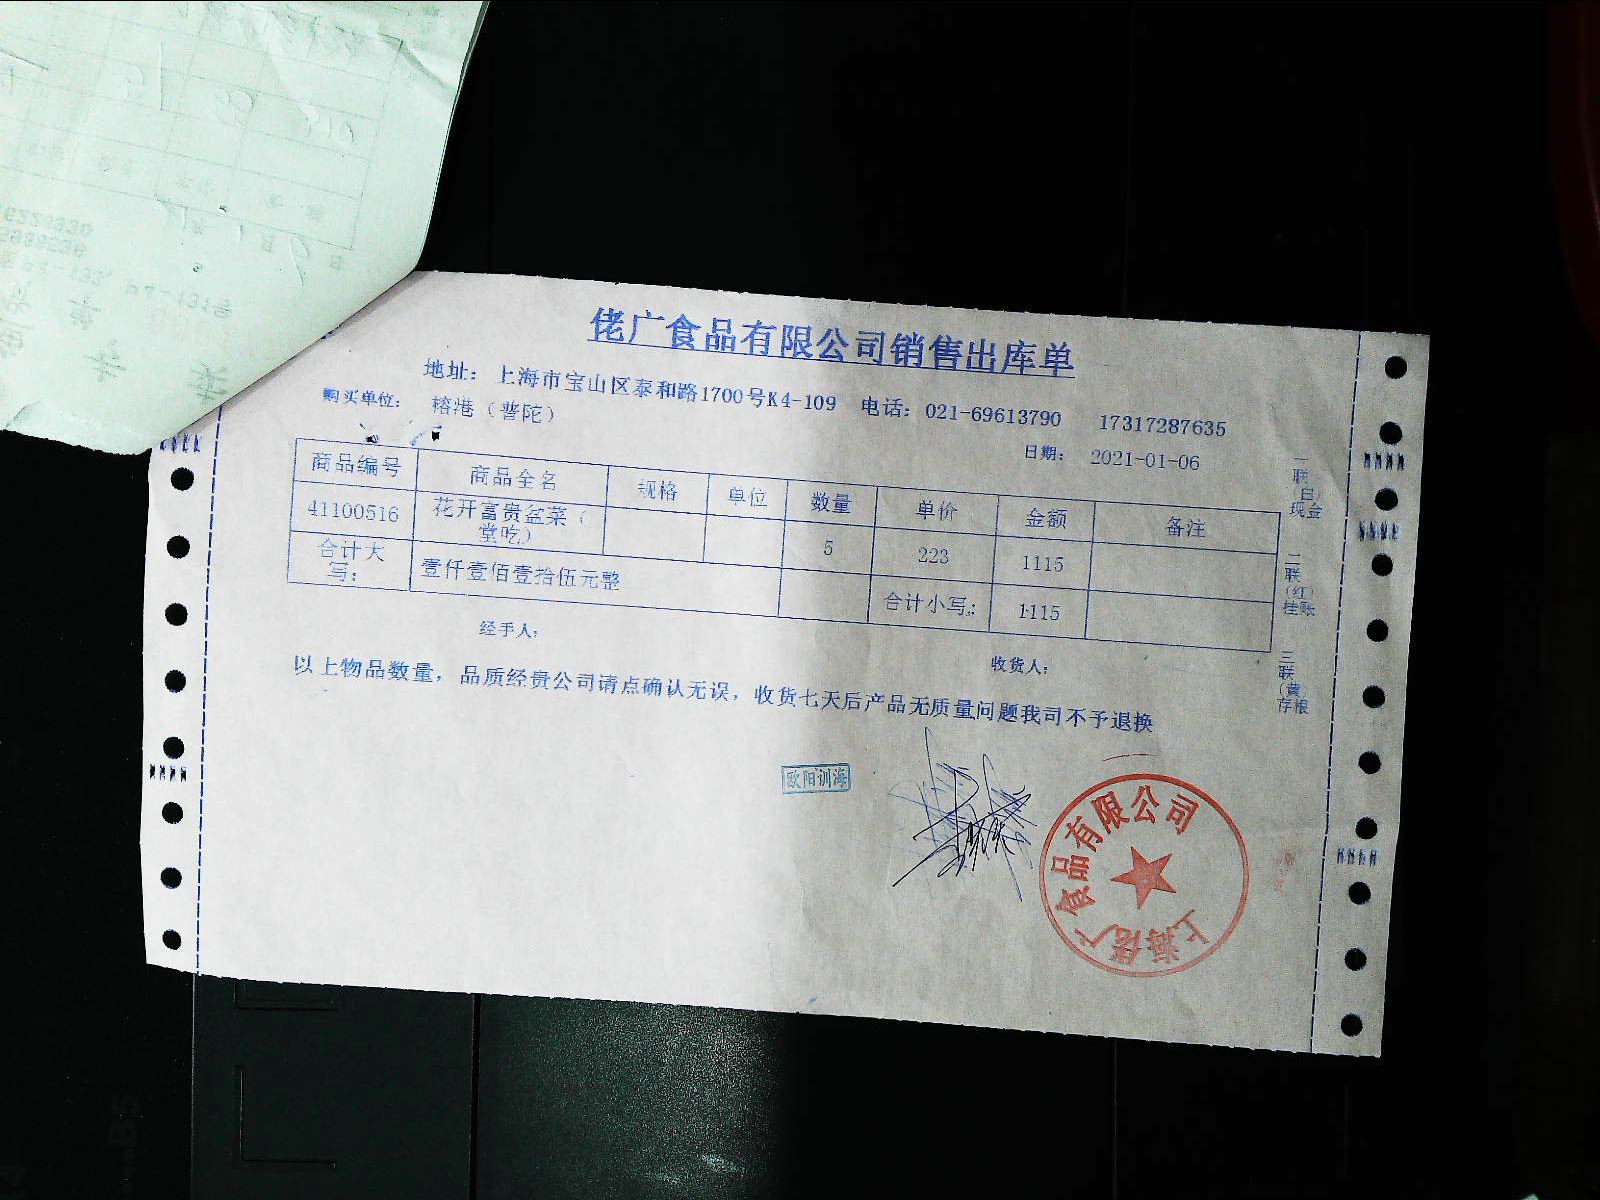 佬广食品有限公司销售出库单
地址: 上海市宝山区泰和路1700号K4-109 电话: 021-69613790 17317287635
购买单位: 榕港(普陀)
日期: 2021-01-06
商品编号 商品全名 规格 单位 数量 单价 金额 备注
41100516 花开富贵盆菜(堂吃) 5 223 1115
合计大写: 壹仟壹佰壹拾伍元整 合计小写: 1115
经手人: 收货人:
以上物品数量, 品质经贵公司请点确认无误, 收货七天后产品无质量问题我司不予退换
一联(白)现金
二联(红)挂账
三联(黄)存根
欧阳训海
上海佬广食品有限公司